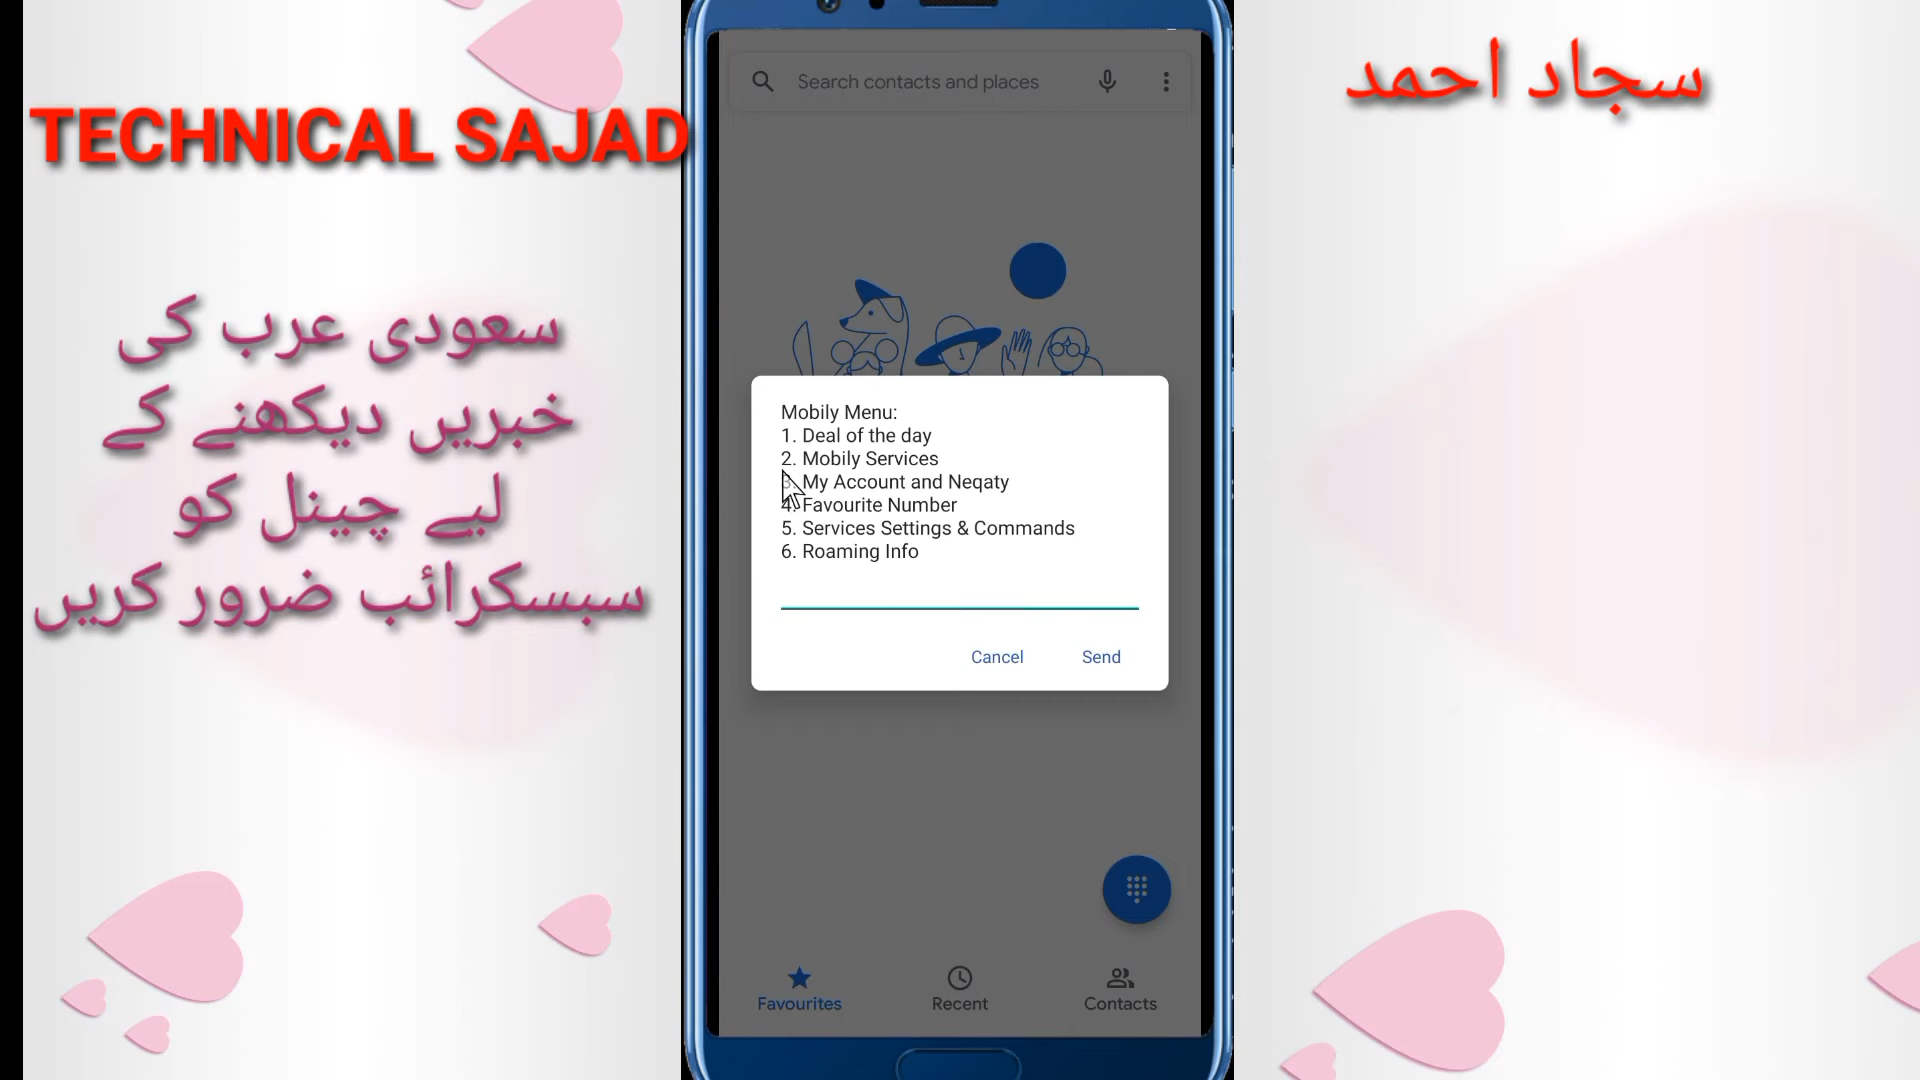 TECHNICAL SAJAD
سعودی عرب کی
خبریں دیکھنے کے
لیے چینل کو
سبسکرائب ضرور کریں
Search contacts and places
Mobily Menu:
1. Deal of the day
2. Mobily Services
3. My Account and Neqaty
4. Favourite Number
5. Services Settings & Commands
6. Roaming Info
Cancel Send
Favourites Recent Contacts
سجاد احمد